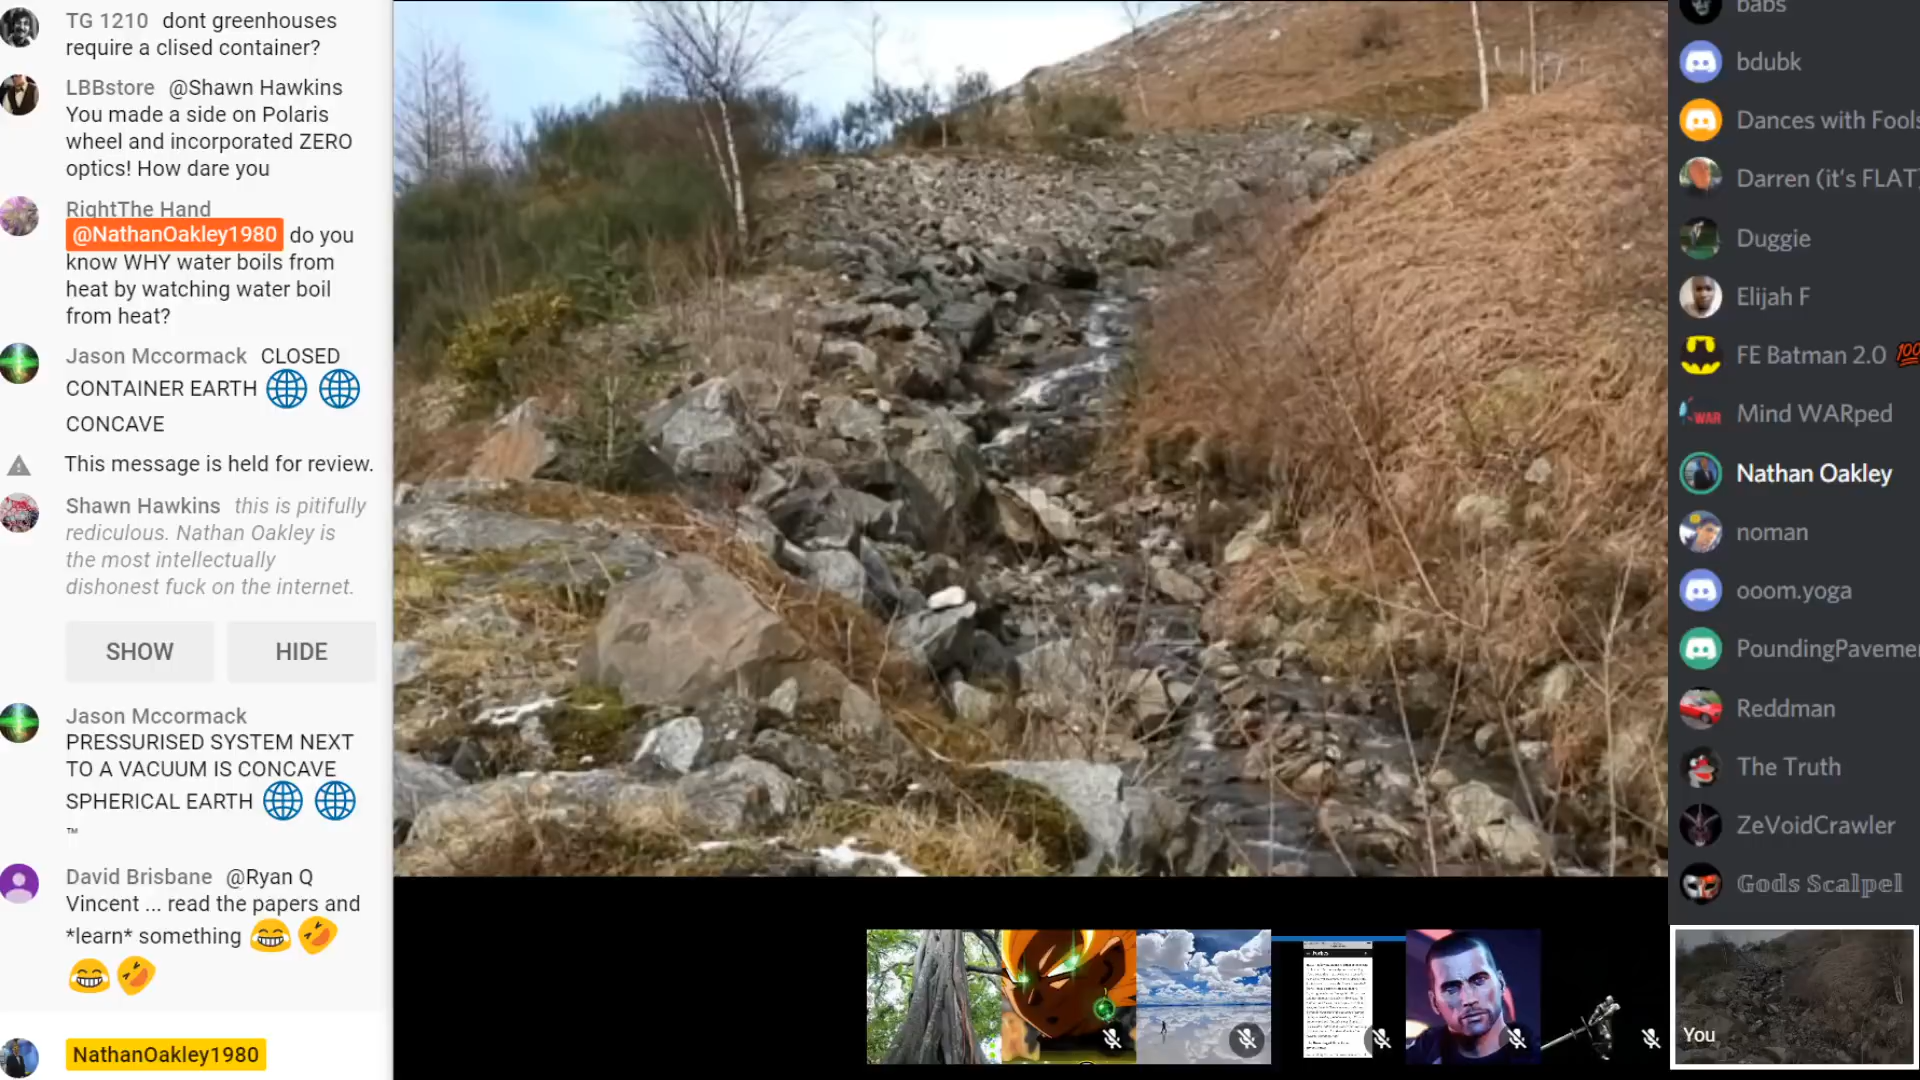 TG 1210 dont greenhouses
require a clised container?
LBBstore @Shawn Hawkins
You made a side on Polaris
wheel and incorporated ZERO
optics! How dare you
RightThe Hand
@NathanOakley1980 do you
know WHY water boils from
heat by watching water boil
from heat?
Jason Mccormack CLOSED
CONTAINER EARTH
CONCAVE
This message is held for review.
Shawn Hawkins this is pitifully
rediculous. Nathan Oakley is
the most intellectually
dishonest fuck on the internet.
SHOW HIDE
Jason Mccormack
PRESSURISED SYSTEM NEXT
TO A VACUUM IS CONCAVE
SPHERICAL EARTH
™
David Brisbane @Ryan Q
Vincent ... read the papers and
*learn* something
NathanOakley1980
babs
bdubk
Dances with Fools
Darren (it's FLAT)
Duggie
Elijah F
FE Batman 2.0 100
Mind WARped
WAR
Nathan Oakley
noman
ooom.yoga
PoundingPaveme
Reddman
The Truth
ZeVoidCrawler
Gods Scalpel
You